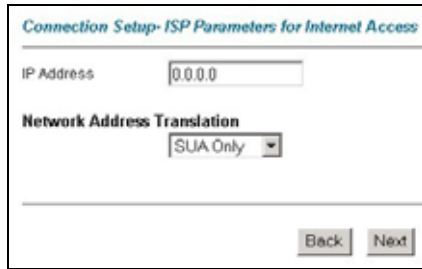 Connection Setup- ISP Parameters for Internet Access
IP Address 0.0.0.0
Network Address Translation
SUA Only
Back Next